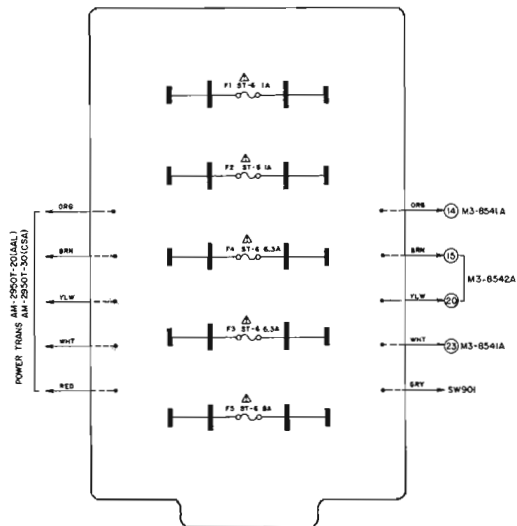 F1 ST-6 1A
F2 ST-6 1A
ORG
ORG 14 M3-8541A
BRN
F4 ST-6 6.3A
BRN 15
M3-8542A
YLW
YLW 20
WHT
F3 ST-6 6.3A
WHT 23 M3-8541A
RED
GRY SW901
F5 ST-6 8A
POWER TRANS AM-2950T-20(AAL)
AM-2950T-30(CSA)